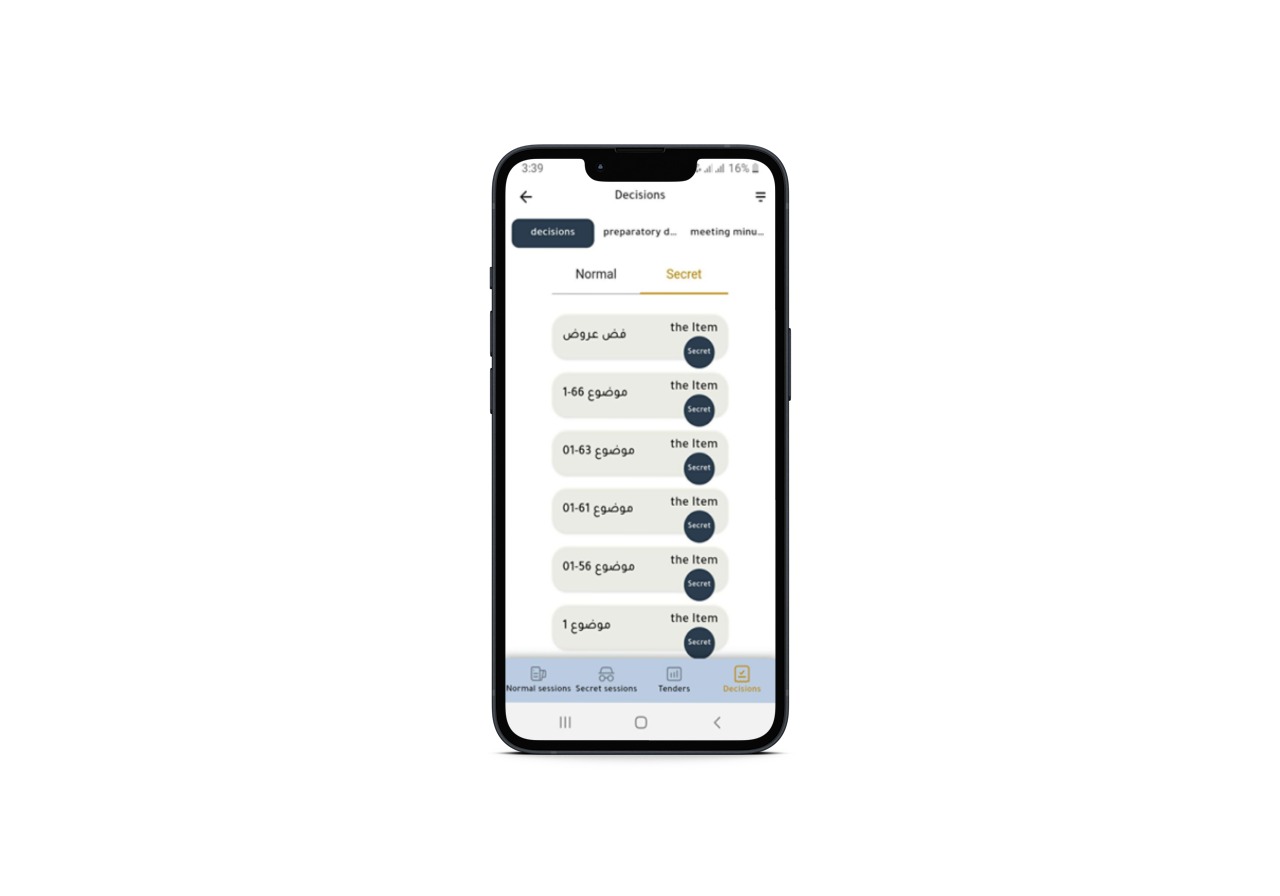 3:39 16%
Decisions
decisions preparatory d... meeting minu...
Normal Secret
فض عروض the Item
Secret
موضوع 66-1 the Item
Secret
موضوع 63-01 the Item
Secret
موضوع 61-01 the Item
Secret
موضوع 56-01 the Item
Secret
موضوع 1 the Item
Secret
Normal sessions Secret sessions Tenders Decisions